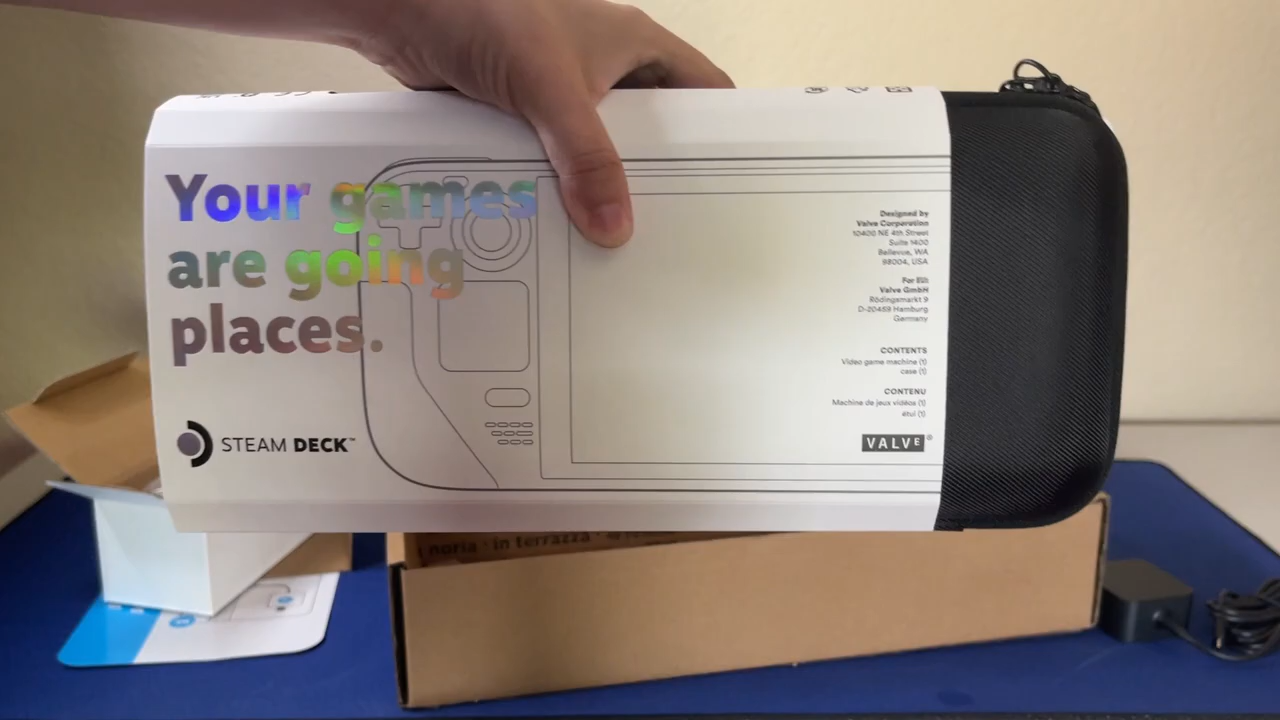 Your games
are going
places.
STEAM DECK™
Designed by
Valve Corporation
10400 NE 4th Street
Suite 1400
Bellevue, WA
98004, USA
For EU:
Valve GmbH
Rödingsmarkt 9
D-20459 Hamburg
Germany
CONTENTS
Video game machine (1)
case (1)
CONTENU
Machine de jeux vidéos (1)
étui (1)
VALVE®
noria · in terrazza ·